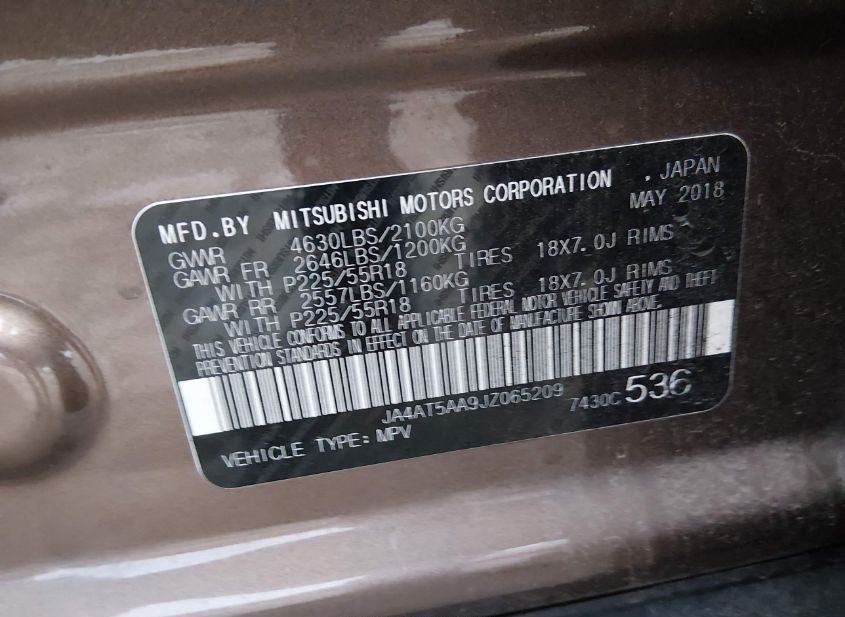 MFD.BY MITSUBISHI MOTORS CORPORATION , JAPAN
MAY 2018
GVWR 4630LBS/2100KG
GAWR FR 2646LBS/1200KG
WITH P225/55R18 TIRES 18X7.0J RIMS
GAWR RR 2557LBS/1160KG
WITH P225/55R18 TIRES 18X7.0J RIMS
THIS VEHICLE CONFORMS TO ALL APPLICABLE FEDERAL MOTOR VEHICLE SAFETY AND THEFT
PREVENTION STANDARDS IN EFFECT ON THE DATE OF MANUFACTURE SHOWN ABOVE.
JA4AT5AA9JZ065209 7430C 536
VEHICLE TYPE: MPV